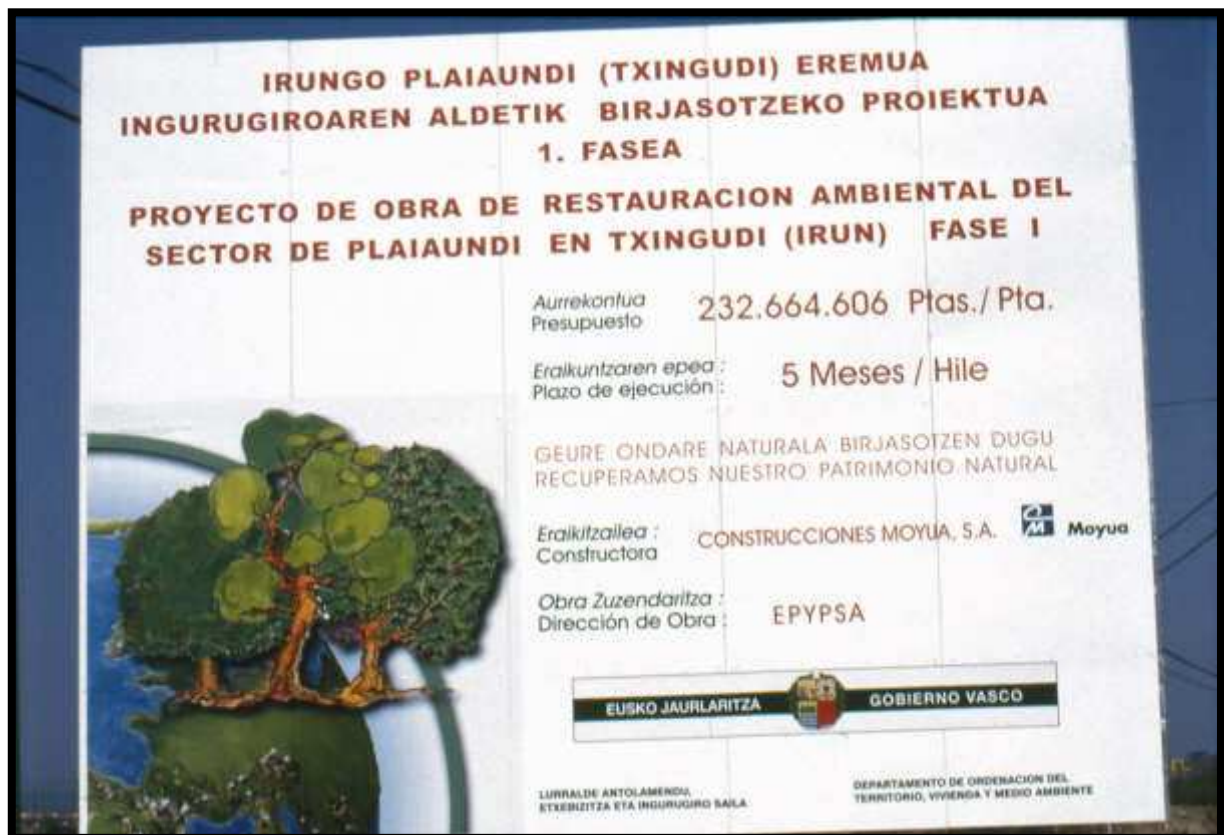 IRUNGO PLAIAUNDI (TXINGUDI) EREMUA
INGURUGIROAREN ALDETIK BIRJASOTZEKO PROIEKTUA
1. FASEA
PROYECTO DE OBRA DE RESTAURACION AMBIENTAL DEL
SECTOR DE PLAIAUNDI EN TXINGUDI (IRUN) FASE I
Aurrekontua
Presupuesto
232.664.606 Ptas./Pta.
Eraikuntzaren epea :
Plazo de ejecución :
5 Meses / Hile
GEURE ONDARE NATURALA BIRJASOTZEN DUGU
RECUPERAMOS NUESTRO PATRIMONIO NATURAL
Eraikitzailea :
Constructora
CONSTRUCCIONES MOYUA, S.A.
Moyua
Obra Zuzendaritza :
Dirección de Obra :
EPYPSA
EUSKO JAURLARITZA
GOBIERNO VASCO
LURRALDE ANTOLAMENDU,
ETXEBIZITZA ETA INGURUGIRO SAILA
DEPARTAMENTO DE ORDENACION DEL
TERRITORIO, VIVIENDA Y MEDIO AMBIENTE